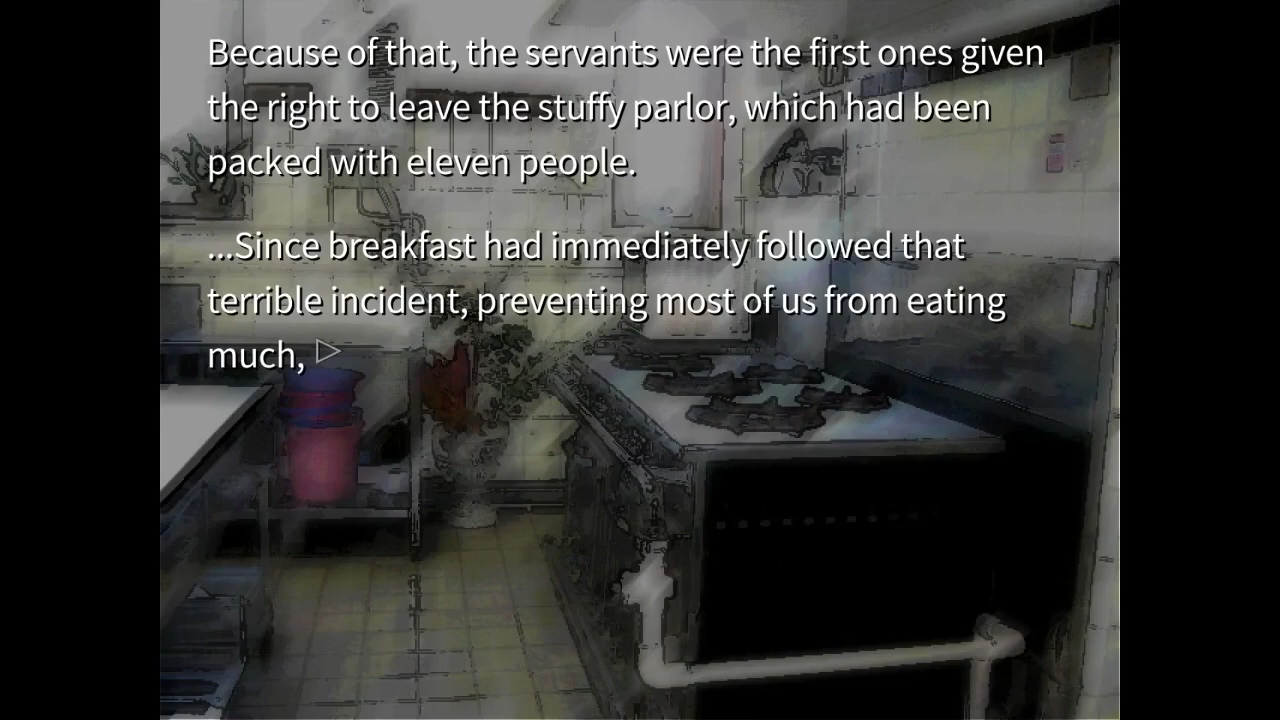 Because of that, the servants were the first ones given
the right to leave the stuffy parlor, which had been
packed with eleven people.
...Since breakfast had immediately followed that
terrible incident, preventing most of us from eating
much,